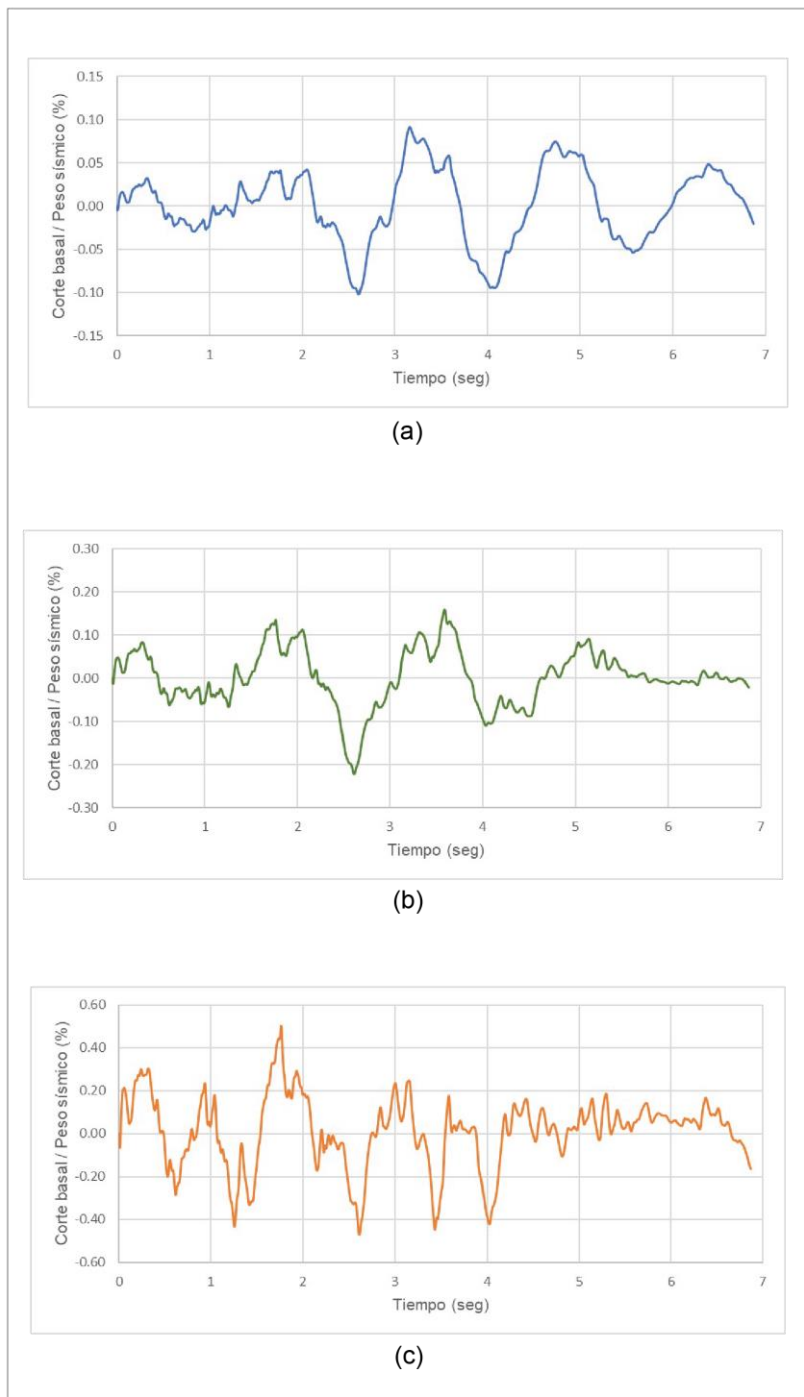 0.15
0.10
0.05
0.00
-0.05
-0.10
-0.15
Corte basal / Peso sísmico (%)
0 1 2 3 4 5 6 7
Tiempo (seg)
(a)
0.30
0.20
0.10
0.00
-0.10
-0.20
-0.30
Corte basal / Peso sísmico (%)
0 1 2 3 4 5 6 7
Tiempo (seg)
(b)
0.60
0.40
0.20
0.00
-0.20
-0.40
0.60
Corte basal / Peso sísmico (%)
0 1 2 3 4 5 6 7
Tiempo (seg)
(c)